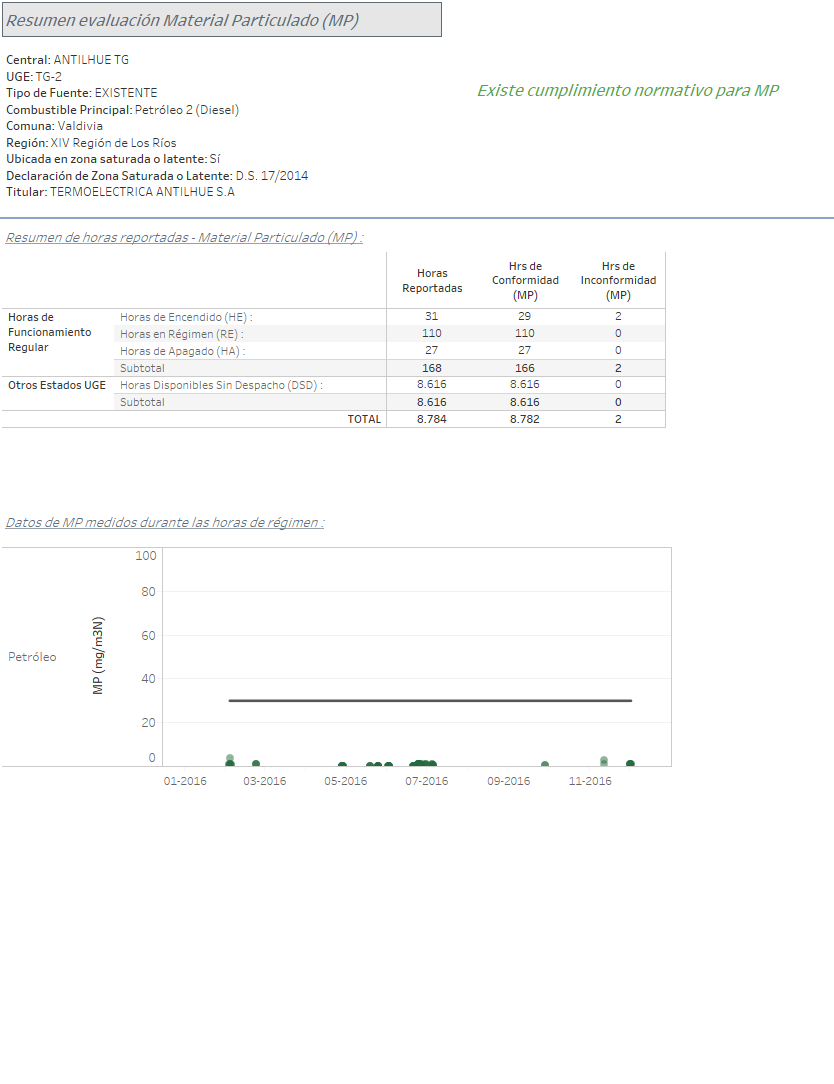 Resumen evaluación Material Particulado (MP)
Central: ANTILHUE TG
UGE: TG-2
Tipo de Fuente: EXISTENTE
Combustible Principal: Petróleo 2 (Diesel)
Comuna: Valdivia
Región: XIV Región de Los Ríos
Ubicada en zona saturada o latente: Sí
Declaración de Zona Saturada o Latente: D.S. 17/2014
Titular: TERMOELECTRICA ANTILHUE S.A
Existe cumplimiento normativo para MP
Resumen de horas reportadas - Material Particulado (MP) :
Horas Reportadas Hrs de Conformidad (MP) Hrs de Inconformidad (MP)
Horas de Funcionamiento Regular Horas de Encendido (HE) : 31 29 2
Horas en Régimen (RE) : 110 110 0
Horas de Apagado (HA) : 27 27 0
Subtotal 168 166 2
Otros Estados UGE Horas Disponibles Sin Despacho (DSD) : 8.616 8.616 0
Subtotal 8.616 8.616 0
TOTAL 8.784 8.782 2
Datos de MP medidos durante las horas de régimen :
Petróleo
MP (mg/m3N)
100
80
60
40
20
0
01-2016 03-2016 05-2016 07-2016 09-2016 11-2016